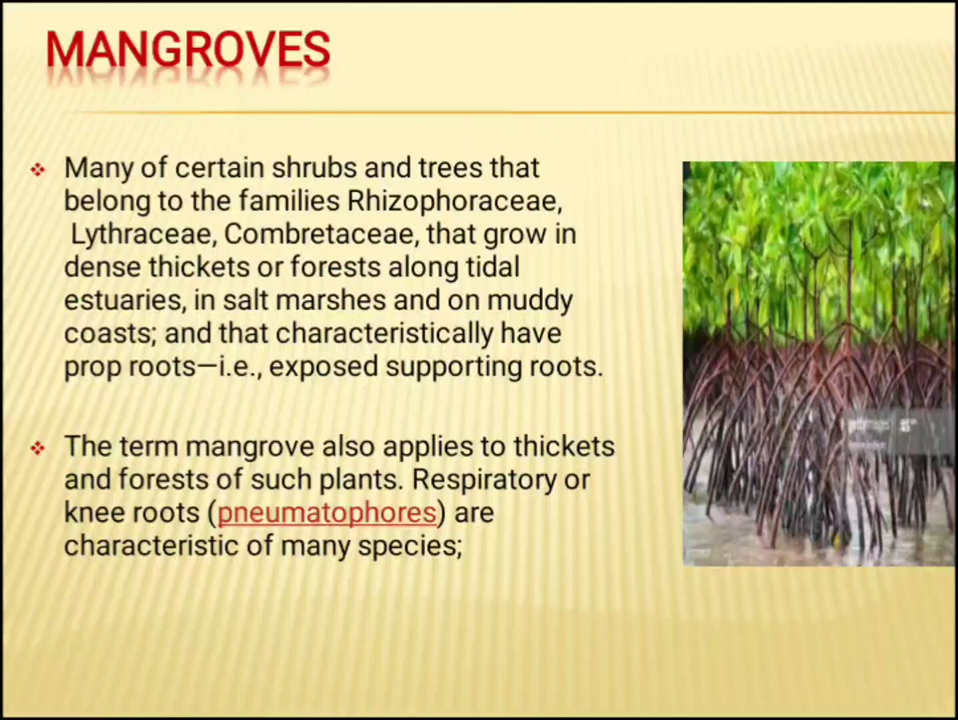 MANGROVES
Many of certain shrubs and trees that
belong to the families Rhizophoraceae,
Lythraceae, Combretaceae, that grow in
dense thickets or forests along tidal
estuaries, in salt marshes and on muddy
coasts; and that characteristically have
prop roots—i.e., exposed supporting roots.
The term mangrove also applies to thickets
and forests of such plants. Respiratory or
knee roots (pneumatophores) are
characteristic of many species;